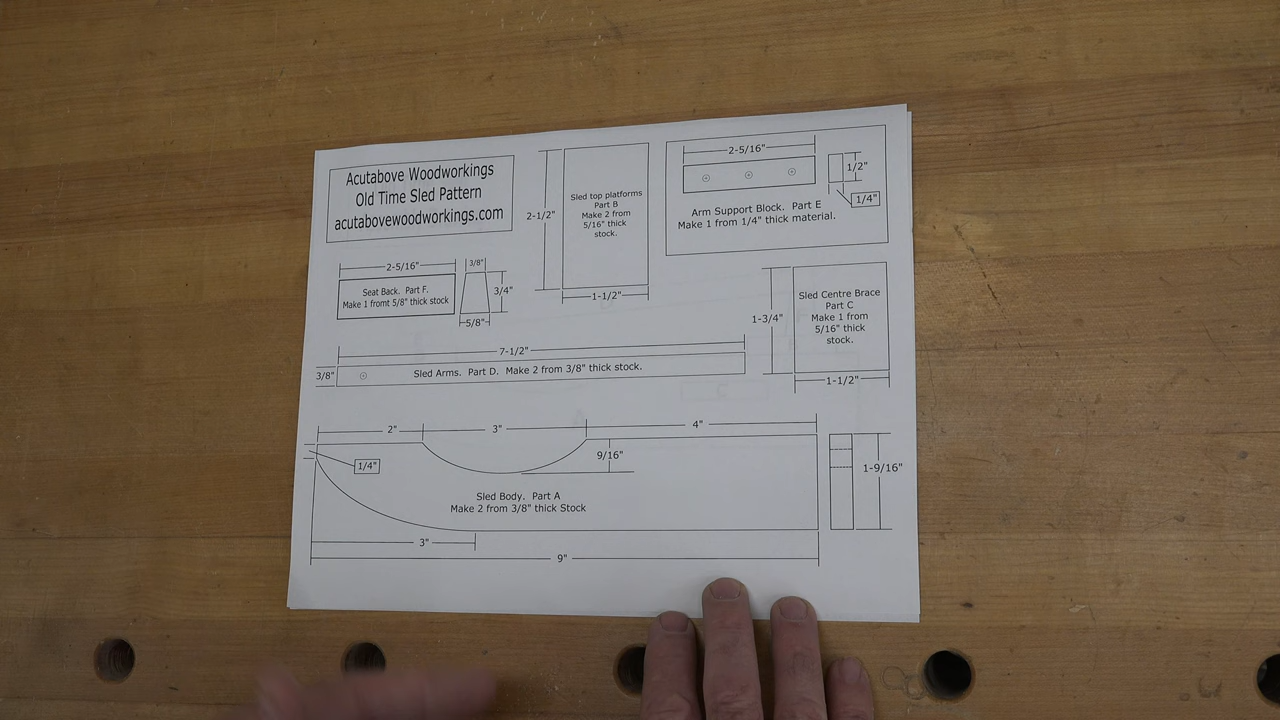 Acutabove Woodworkings
Old Time Sled Pattern
acutabovewoodworkings.com
2-1/2"
Sled top platforms
Part B
Make 2 from
5/16" thick
stock.
1-1/2"
2-5/16"
1/2"
1/4"
Arm Support Block. Part E
Make 1 from 1/4" thick material.
2-5/16"
Seat Back. Part F.
Make 1 fromt 5/8" thick stock
3/8"
3/4"
5/8"
1-3/4"
Sled Centre Brace
Part C
Make 1 from
5/16" thick
stock.
1-1/2"
7-1/2"
3/8"
Sled Arms. Part D. Make 2 from 3/8" thick stock.
2"
3"
4"
1/4"
9/16"
1-9/16"
Sled Body. Part A
Make 2 from 3/8" thick Stock
3"
9"